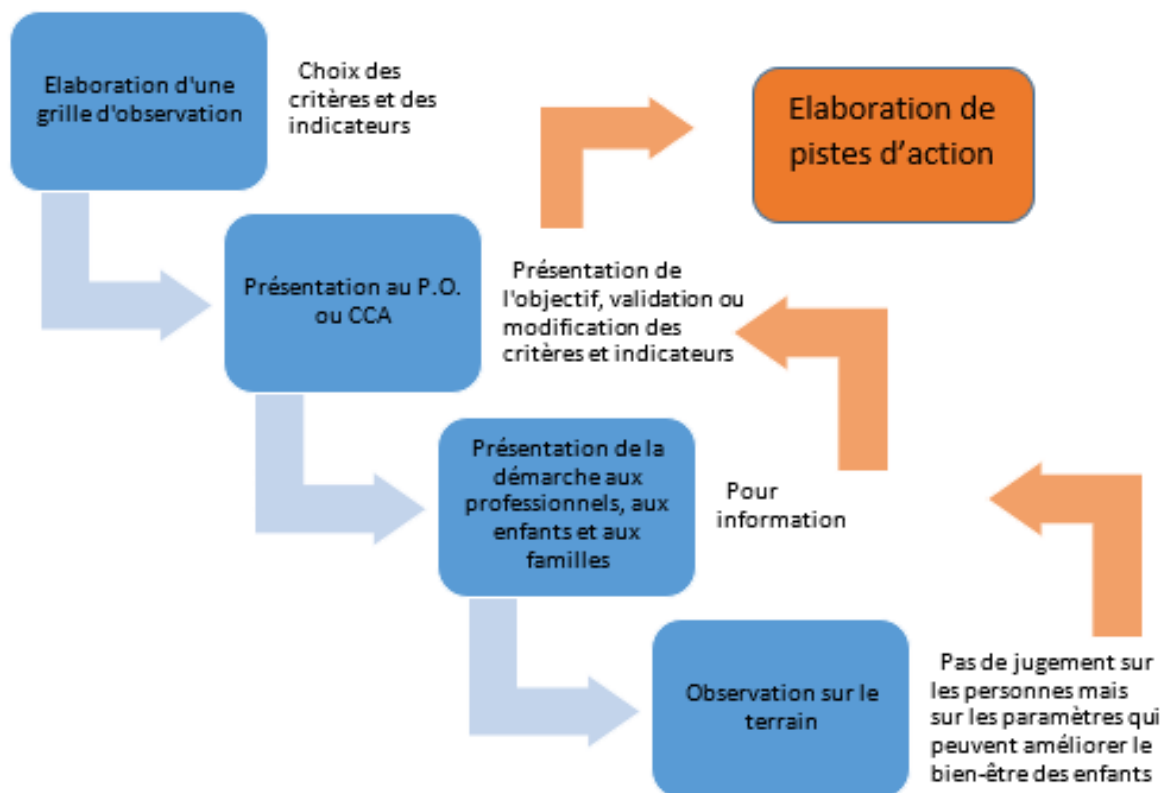 Elaboration d'une
grille d'observation
Choix des
critères et des
indicateurs
Elaboration de
pistes d’action
Présentation au P.O.
ou CCA
Présentation de
l'objectif, validation ou
modification des
critères et indicateurs
Présentation de la
démarche aux
professionnels, aux
enfants et aux
familles
Pour
information
Observation sur le
terrain
Pas de jugement sur
les personnes mais
sur les paramètres qui
peuvent améliorer le
bien-être des enfants